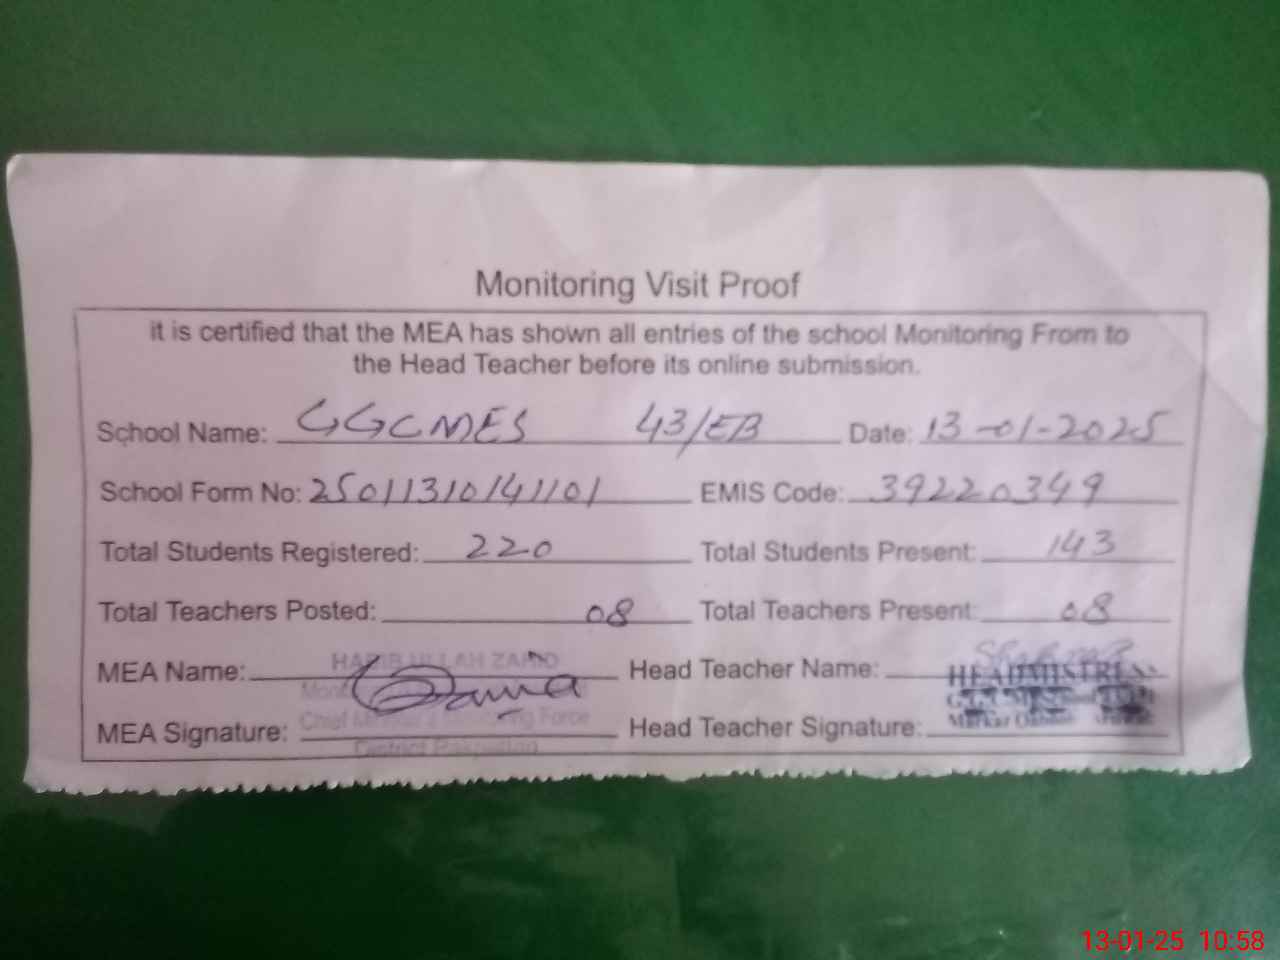 Monitoring Visit Proof
it is certified that the MEA has shown all entries of the school Monitoring From to
the Head Teacher before its online submission.
School Name: GGCMES 43/EB Date: 13-01-2025
School Form No: 25011310141101 EMIS Code: 39220349
Total Students Registered: 220 Total Students Present: 143
Total Teachers Posted: 08 Total Teachers Present: 08
MEA Name: HABIB ULLAH ZAHID Head Teacher Name: HEADMISTRESS
MEA Signature: Chief Minister's Monitoring Force Head Teacher Signature:
District Pakpattan
13-01-25 10:58